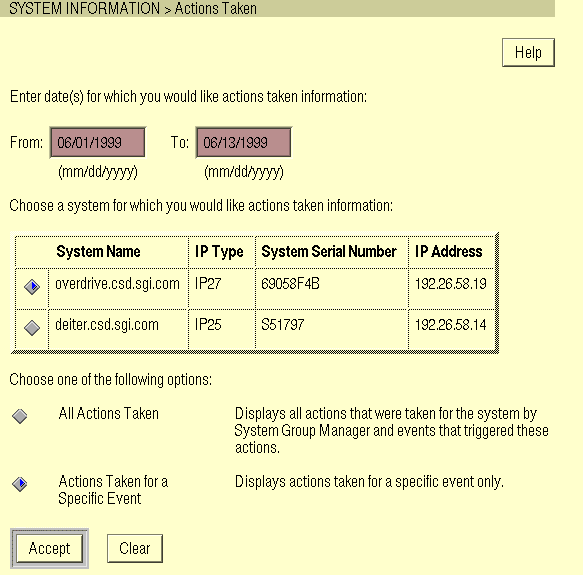 SYSTEM INFORMATION > Actions Taken
Help
Enter date(s) for which you would like actions taken information:
From: 06/01/1999 To: 06/13/1999
(mm/dd/yyyy) (mm/dd/yyyy)
Choose a system for which you would like actions taken information:
System Name IP Type System Serial Number IP Address
overdrive.csd.sgi.com IP27 69058F4B 192.26.58.19
deiter.csd.sgi.com IP25 S51797 192.26.58.14
Choose one of the following options:
All Actions Taken Displays all actions that were taken for the system by
System Group Manager and events that triggered these
actions.
Actions Taken for a Displays actions taken for a specific event only.
Specific Event
Accept Clear